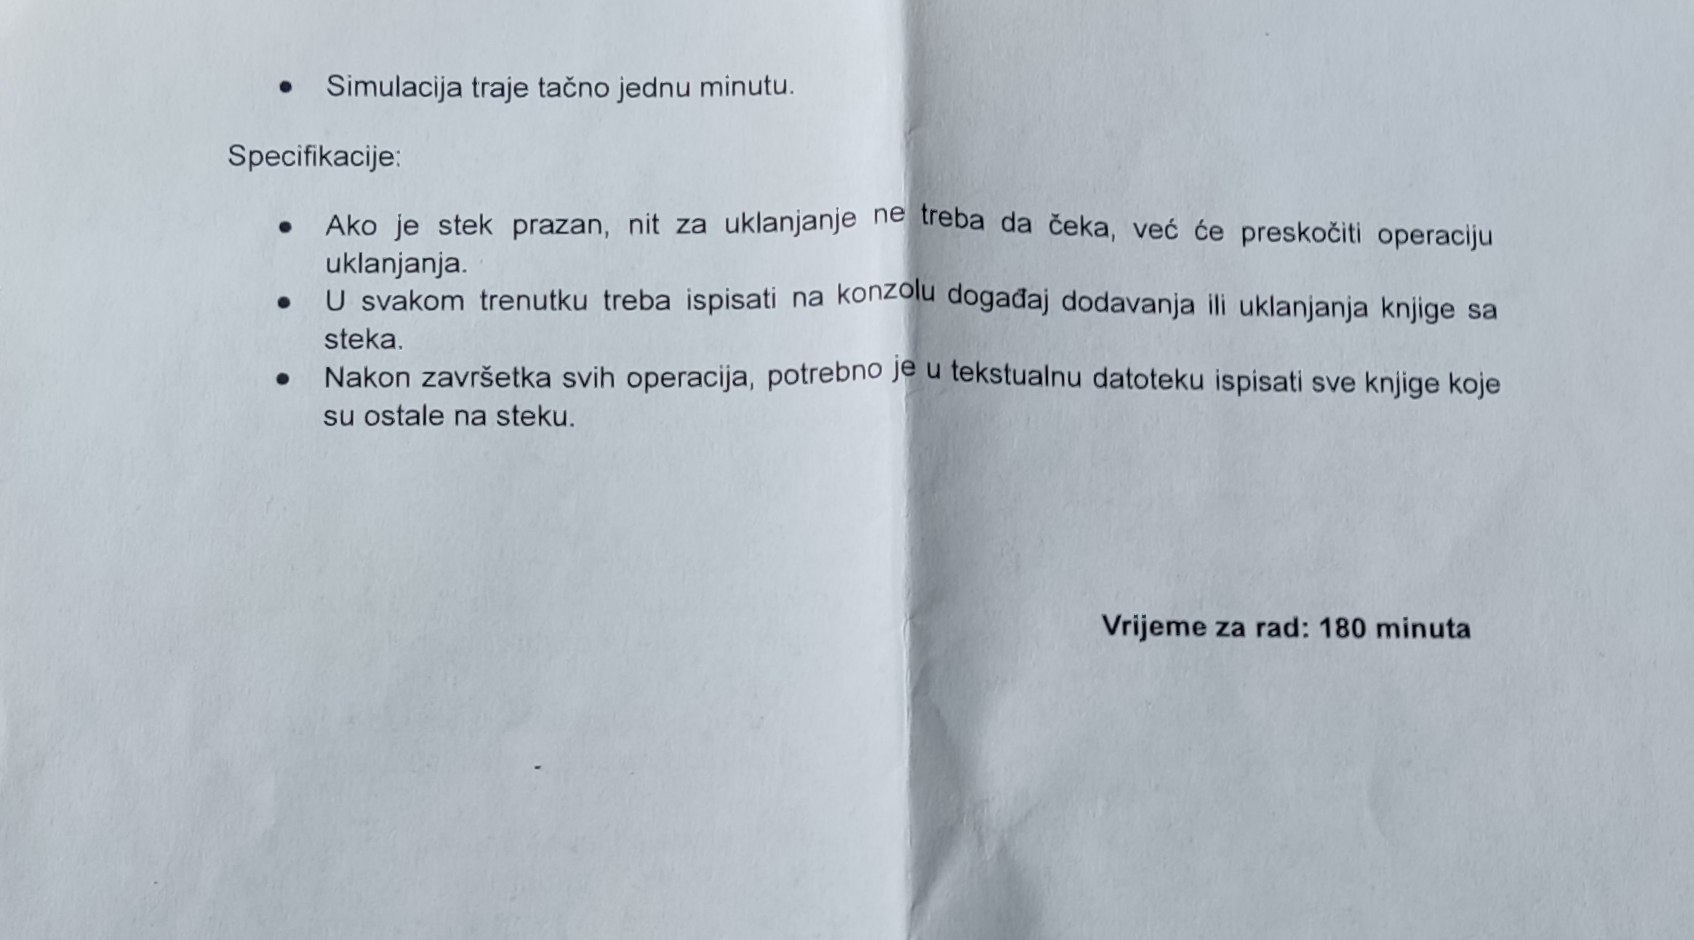 • Simulacija traje tačno jednu minutu.
Specifikacije:
• Ako je stek prazan, nit za uklanjanje ne treba da čeka, već će preskočiti operaciju
uklanjanja.
• U svakom trenutku treba ispisati na konzolu događaj dodavanja ili uklanjanja knjige sa
steka.
• Nakon završetka svih operacija, potrebno je u tekstualnu datoteku ispisati sve knjige koje
su ostale na steku.
Vrijeme za rad: 180 minuta